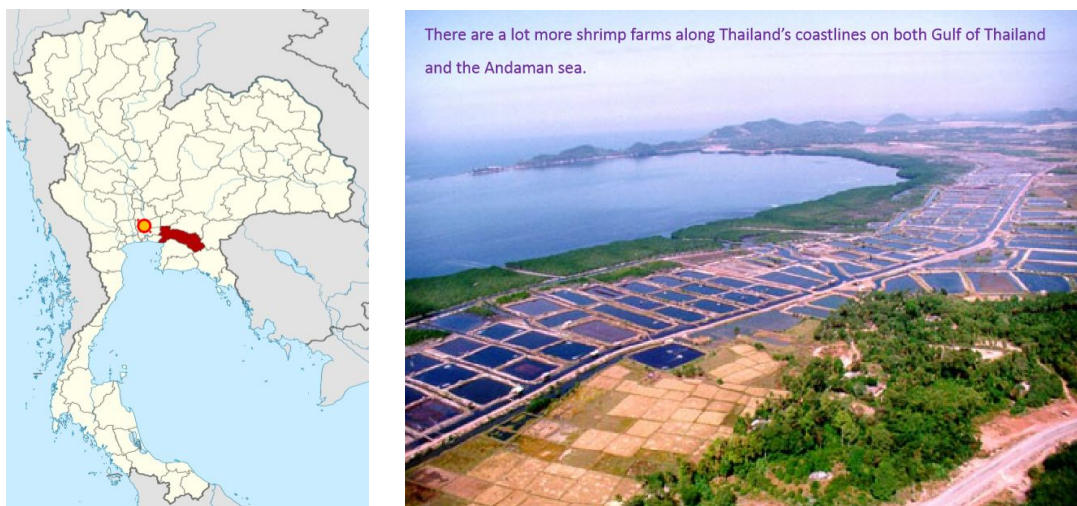 There are a lot more shrimp farms along Thailand’s coastlines on both Gulf of Thailand
and the Andaman sea.